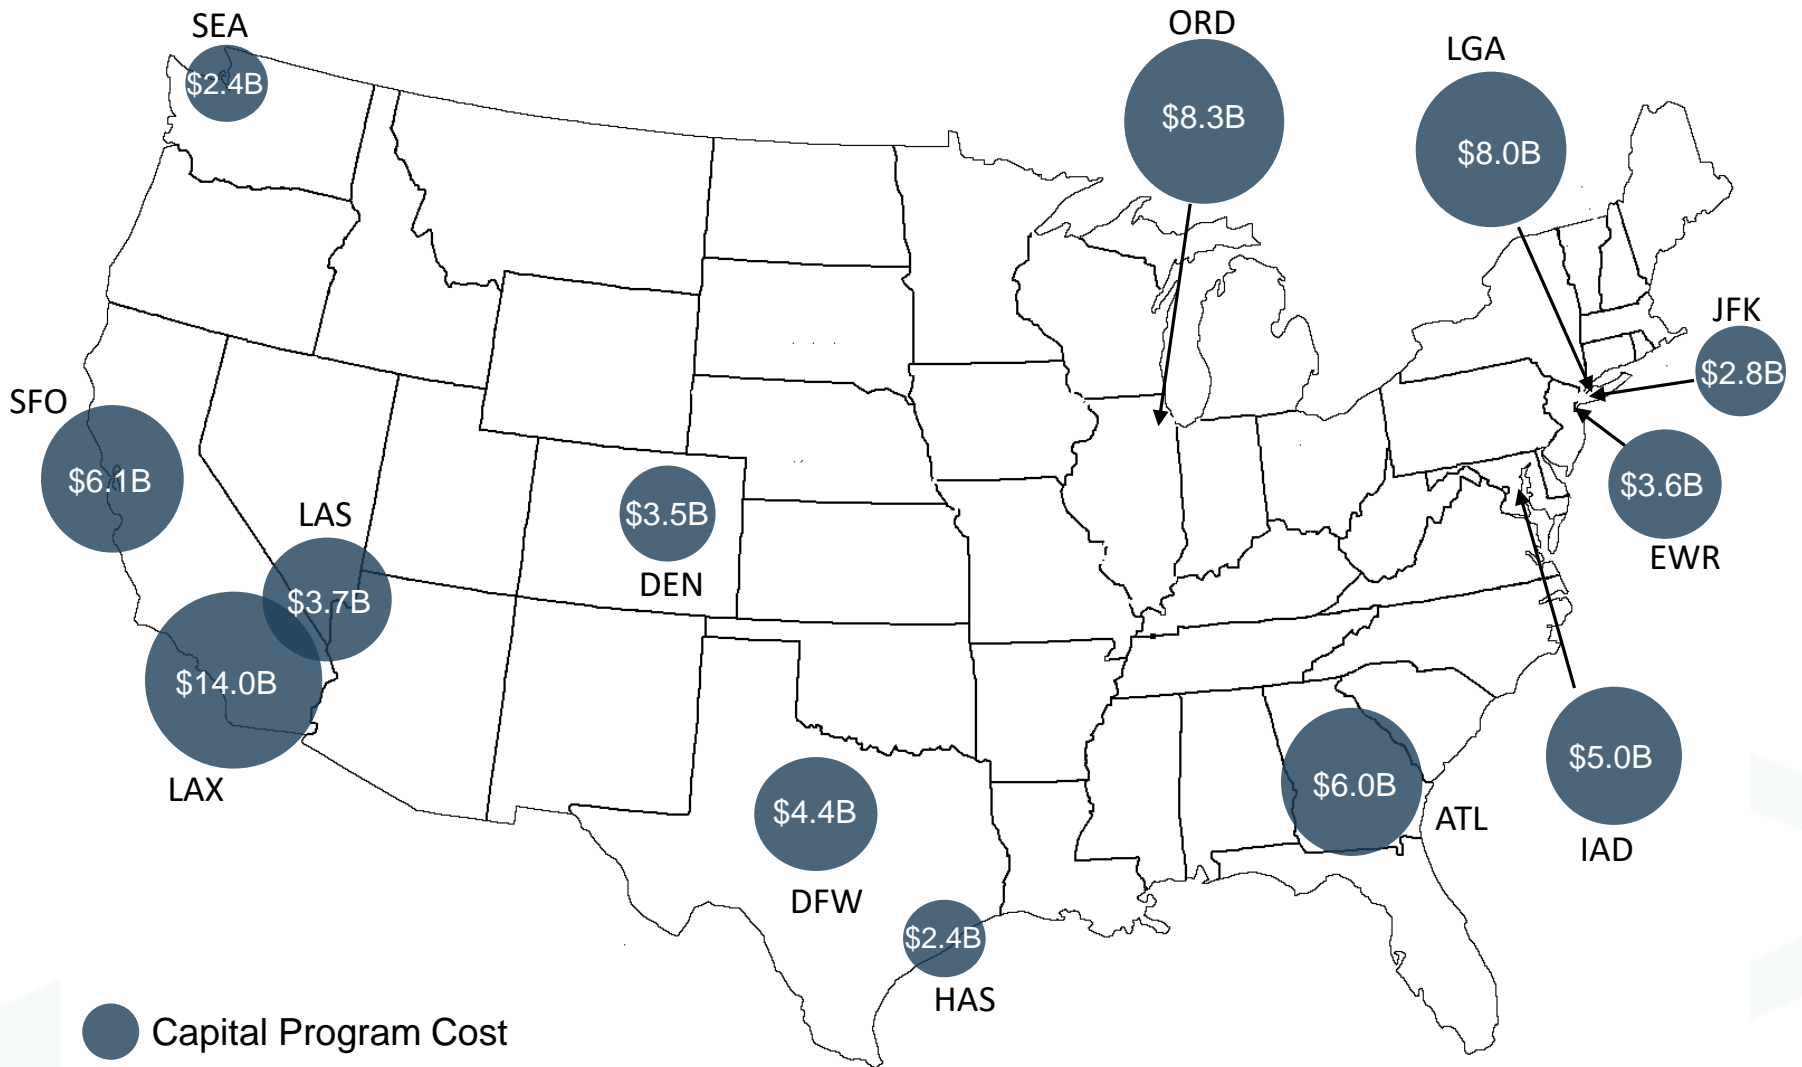 SEA
$2.4B
ORD
$8.3B
LGA
$8.0B
JFK
$2.8B
SFO
$6.1B
LAS
$3.7B
$3.5B
DEN
$3.6B
EWR
$14.0B
LAX
$4.4B
DFW
$6.0B
ATL
$5.0B
IAD
$2.4B
HAS
Capital Program Cost